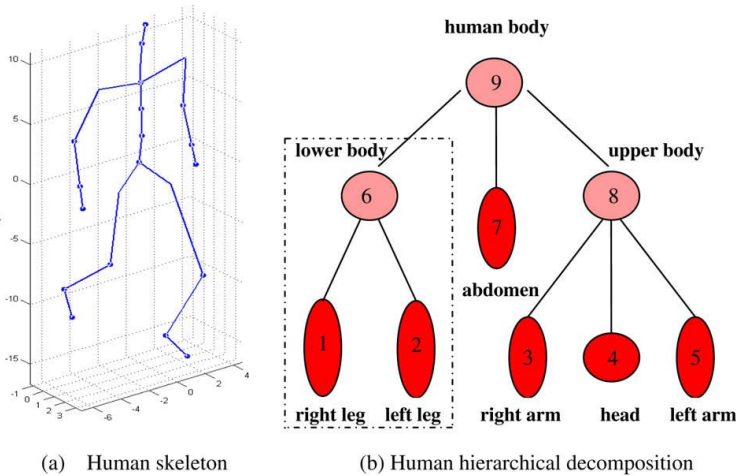 human body
9
lower body
upper body
6
8
7
abdomen
1
2
3
4
5
right leg
left leg
right arm
head
left arm
10
5
0
-5
-10
-15
-1
0
1
2
3
-6
-4
-2
0
2
4
(a) Human skeleton
(b) Human hierarchical decomposition